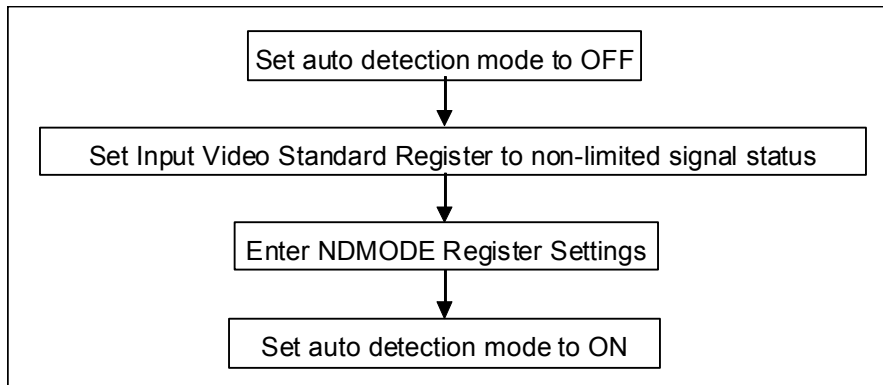 Set auto detection mode to OFF
Set Input Video Standard Register to non-limited signal status
Enter NDMODE Register Settings
Set auto detection mode to ON